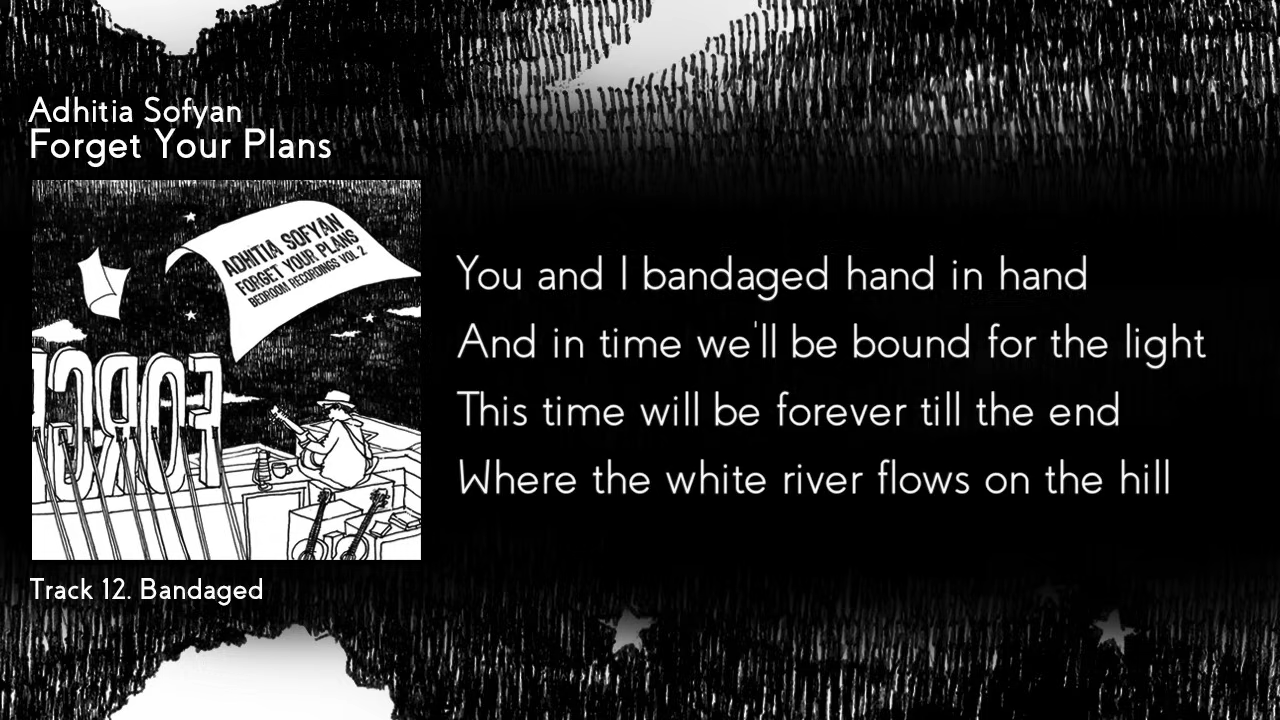 Adhitia Sofyan
Forget Your Plans
ADHITIA SOFYAN
FORGET YOUR PLANS
BEDROOM RECORDINGS VOL 2
FORG
Track 12. Bandaged
You and I bandaged hand in hand
And in time we'll be bound for the light
This time will be forever till the end
Where the white river flows on the hill